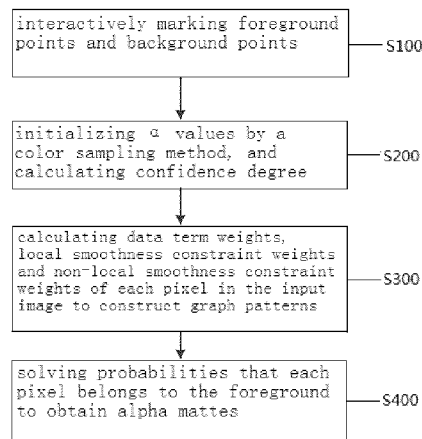 interactively marking foreground
points and background points
S100
initializing α values by a
color sampling method, and
calculating confidence degree
S200
calculating data term weights,
local smoothness constraint weights
and non-local smoothness constraint
weights of each pixel in the input
image to construct graph patterns
S300
solving probabilities that each
pixel belongs to the foreground
to obtain alpha mattes
S400